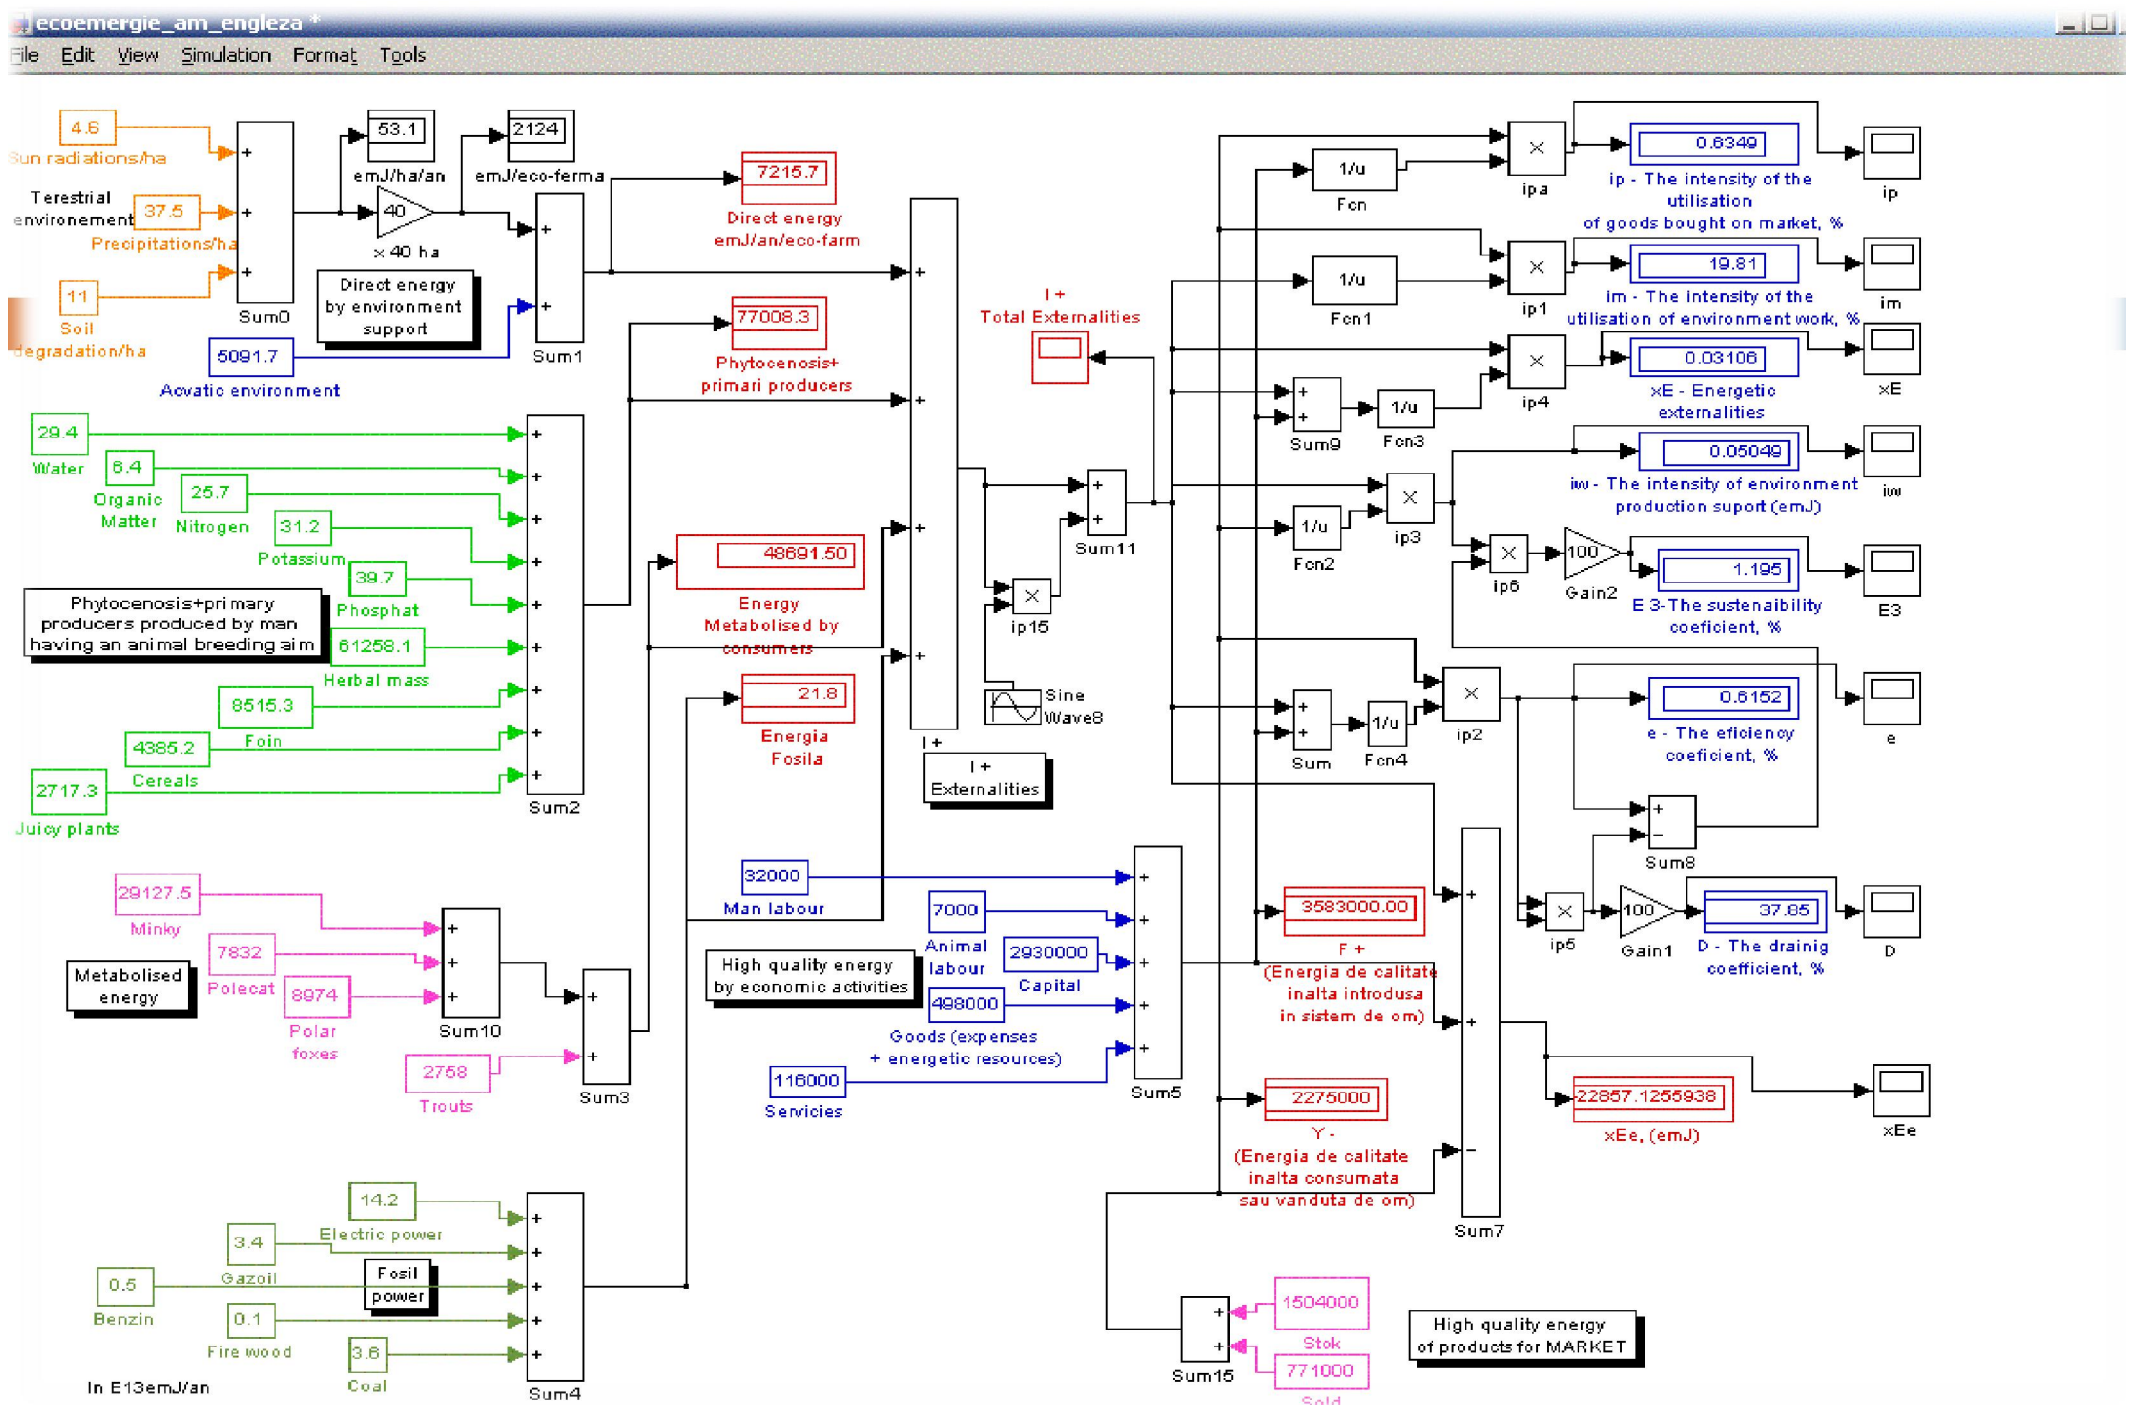 ecoemergie_am_engleza *
File Edit View Simulation Format Tools
4.6
Sun radiations/ha
Terestrial
environement
37.5
Precipitations/ha
11
Soil
degradation/ha
+
+
+
Sum0
53.1
emJ/ha/an
40
x 40 ha
2124
emJ/eco-ferma
Direct energy
by environment
support
5091.7
Acvatic environment
+
+
Sum1
7215.7
Direct energy
emJ/an/eco-farm
77008.3
Phytocenosis+
primari producers
29.4
Water
6.4
Organic
Matter
25.7
Nitrogen
31.2
Potassium
39.7
Phosphat
Phytocenosis+primary
producers produced by man
having an animal breeding aim
61258.1
Herbal mass
8515.3
Foin
4385.2
Cereals
2717.3
Juicy plants
+
+
+
+
+
+
+
+
+
Sum2
48691.50
Energy
Metabolised by
consumers
21.8
Energia
Fosila
29127.5
Minky
7832
Polecat
8974
Polar
foxes
Metabolised
energy
+
+
+
Sum10
2758
Trouts
+
+
Sum3
14.2
Electric power
3.4
Gazoil
0.5
Benzin
Fosil
power
0.1
Fire wood
3.6
Coal
In E13emJ/an
+
+
+
+
+
Sum4
+
+
+
+
I +
I +
Externalities
I +
Total Externalities
×
ip15
Sine
Wave8
+
+
Sum11
32000
Man labour
7000
Animal
labour
2930000
Capital
498000
Goods (expenses
+ energetic resources)
116000
Servicies
High quality energy
by economic activities
+
+
+
+
+
Sum5
1/u
Fcn
×
ipa
0.6349
ip - The intensity of the
utilisation
of goods bought on market, %
ip
1/u
Fcn1
×
ip1
19.81
im - The intensity of the
utilisation of environment work, %
im
+
+
Sum9
1/u
Fcn3
×
ip4
0.03106
xE - Energetic
externalities
xE
1/u
Fcn2
×
ip3
0.05049
iw - The intensity of environment
production suport (emJ)
iw
×
ip6
100
Gain2
1.195
E 3-The sustenaibility
coeficient, %
E3
+
+
Sum
1/u
Fcn4
×
ip2
0.6152
e - The eficiency
coeficient, %
e
+
−
Sum8
×
ip5
100
Gain1
37.85
D - The drainig
coefficient, %
D
3583000.00
F +
(Energia de calitate
inalta introdusa
in sistem de om)
2275000
Y -
(Energia de calitate
inalta consumata
sau vanduta de om)
+
+
−
Sum7
-22857.1255938
xEe, (emJ)
xEe
+
+
Sum15
1504000
Stok
771000
Sold
High quality energy
of products for MARKET